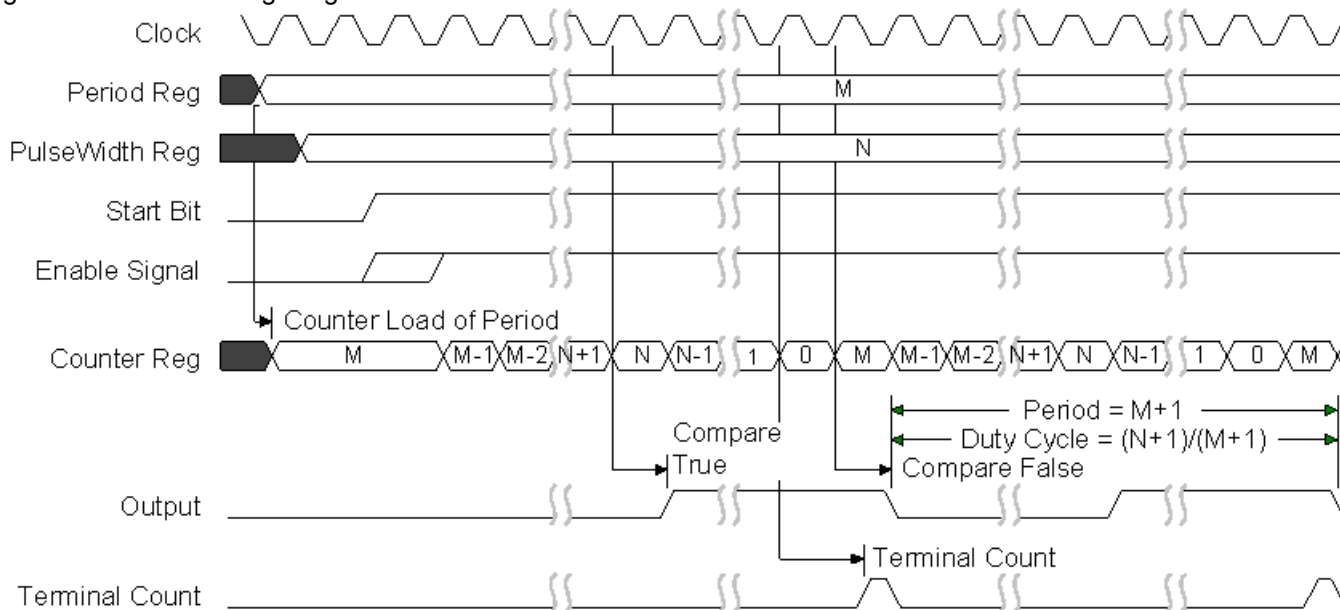 Clock
Period Reg M
PulseWidth Reg N
Start Bit
Enable Signal
Counter Load of Period
Counter Reg M M-1 M-2 N+1 N N-1 1 0 M M-1 M-2 N+1 N N-1 1 0 M
Period = M+1
Compare
True
Duty Cycle = (N+1)/(M+1)
Compare False
Output
Terminal Count
Terminal Count